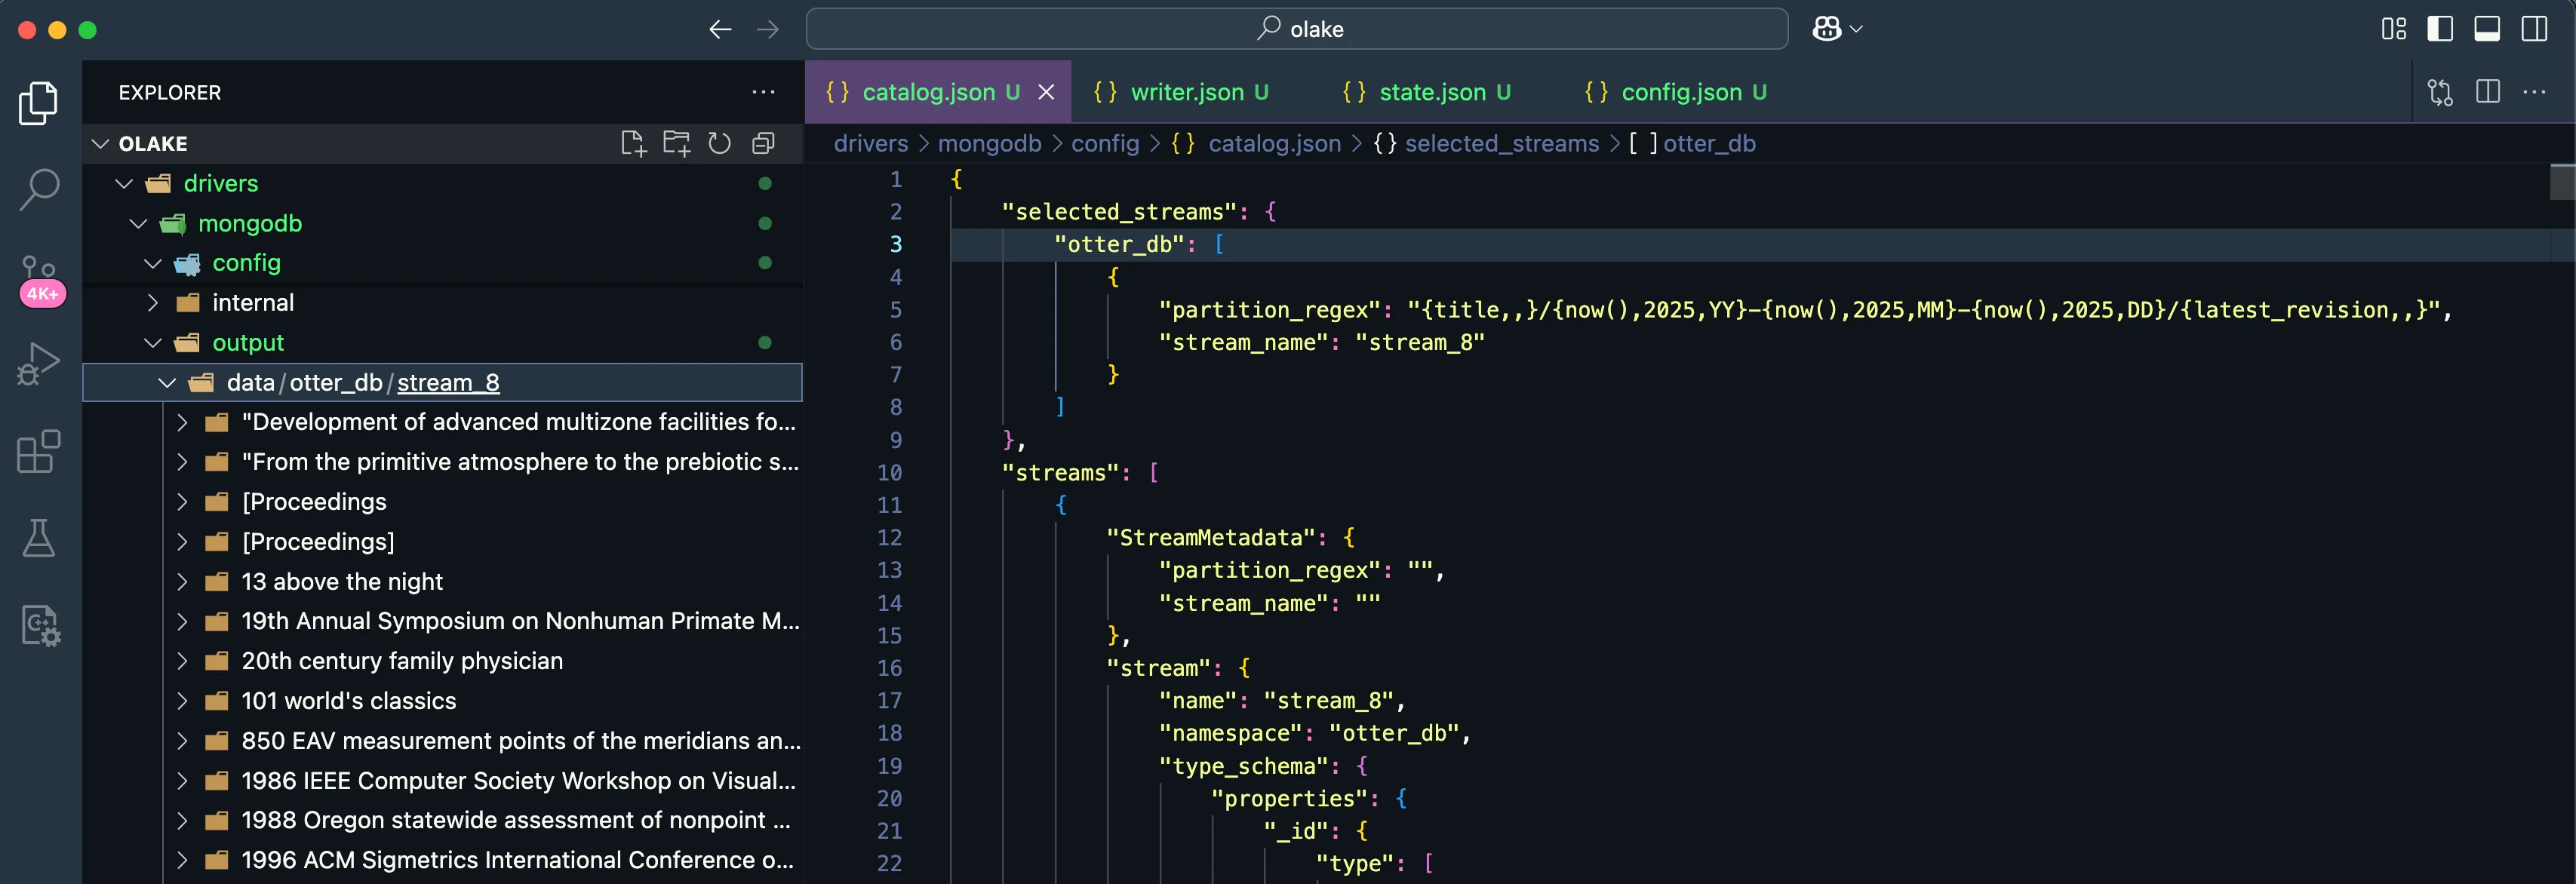 olake
EXPLORER
OLAKE
drivers
mongodb
config
internal
output
data/otter_db/stream_8
"Development of advanced multizone facilities fo...
"From the primitive atmosphere to the prebiotic s...
[Proceedings
[Proceedings]
13 above the night
19th Annual Symposium on Nonhuman Primate M...
20th century family physician
101 world's classics
850 EAV measurement points of the meridians an...
1986 IEEE Computer Society Workshop on Visual...
1988 Oregon statewide assessment of nonpoint ...
1996 ACM Sigmetrics International Conference o...
4K+
{} catalog.json U {} writer.json U {} state.json U {} config.json U
drivers > mongodb > config > {} catalog.json > {} selected_streams > [ ] otter_db
1 {
2 "selected_streams": {
3 "otter_db": [
4 {
5 "partition_regex": "{title,,}/{now(),2025,YY}-{now(),2025,MM}-{now(),2025,DD}/{latest_revision,,}",
6 "stream_name": "stream_8"
7 }
8 ]
9 },
10 "streams": [
11 {
12 "StreamMetadata": {
13 "partition_regex": "",
14 "stream_name": ""
15 },
16 "stream": {
17 "name": "stream_8",
18 "namespace": "otter_db",
19 "type_schema": {
20 "properties": {
21 "_id": {
22 "type": [